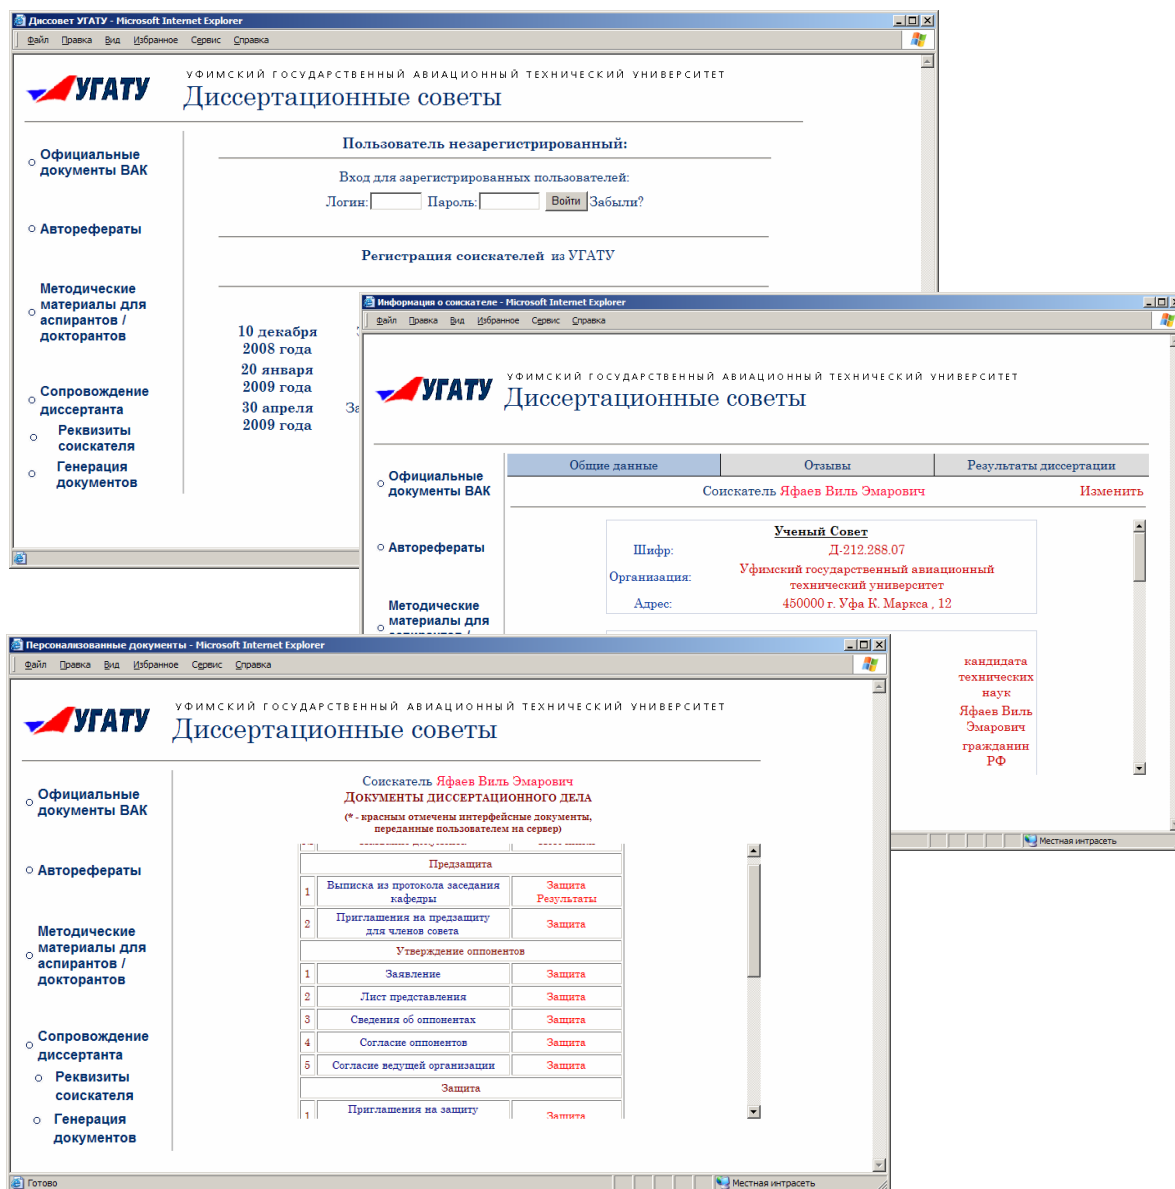 Диссовет УГАТУ - Microsoft Internet Explorer
Файл Правка Вид Избранное Сервис Справка
УГАТУ
УФИМСКИЙ ГОСУДАРСТВЕННЫЙ АВИАЦИОННЫЙ ТЕХНИЧЕСКИЙ УНИВЕРСИТЕТ
Диссертационные советы
Официальные
документы ВАК
Авторефераты
Методические
материалы для
аспирантов /
докторантов
Сопровождение
диссертанта
Реквизиты
соискателя
Генерация
документов
Пользователь незарегистрированный:
Вход для зарегистрированных пользователей:
Логин: Пароль: Войти Забыли?
Регистрация соискателей из УГАТУ
10 декабря
2008 года
20 января
2009 года
30 апреля
2009 года
За
Информация о соискателе - Microsoft Internet Explorer
Файл Правка Вид Избранное Сервис Справка
УГАТУ
УФИМСКИЙ ГОСУДАРСТВЕННЫЙ АВИАЦИОННЫЙ ТЕХНИЧЕСКИЙ УНИВЕРСИТЕТ
Диссертационные советы
Официальные
документы ВАК
Авторефераты
Методические
материалы для
аспирантов /
Общие данные Отзывы Результаты диссертации
Соискатель Яфаев Виль Эмарович Изменить
Ученый Совет
Шифр: Д-212.288.07
Организация: Уфимский государственный авиационный
технический университет
Адрес: 450000 г. Уфа К. Маркса , 12
кандидата
технических
наук
Яфаев Виль
Эмарович
гражданин
РФ
Местная интрасеть
Персонализованные документы - Microsoft Internet Explorer
Файл Правка Вид Избранное Сервис Справка
УГАТУ
УФИМСКИЙ ГОСУДАРСТВЕННЫЙ АВИАЦИОННЫЙ ТЕХНИЧЕСКИЙ УНИВЕРСИТЕТ
Диссертационные советы
Официальные
документы ВАК
Авторефераты
Методические
материалы для
аспирантов /
докторантов
Сопровождение
диссертанта
Реквизиты
соискателя
Генерация
документов
Соискатель Яфаев Виль Эмарович
ДОКУМЕНТЫ ДИССЕРТАЦИОННОГО ДЕЛА
(* - красным отмечены интерфейсные документы,
переданные пользователем на сервер)
Предзащита
1 Выписка из протокола заседания
кафедры Защита
Результаты
2 Приглашения на предзащиту
для членов совета Защита
Утверждение оппонентов
1 Заявление Защита
2 Лист представления Защита
3 Сведения об оппонентах Защита
4 Согласие оппонентов Защита
5 Согласие ведущей организации Защита
Защита
1 Приглашения на защиту Защита
Готово
Местная интрасеть